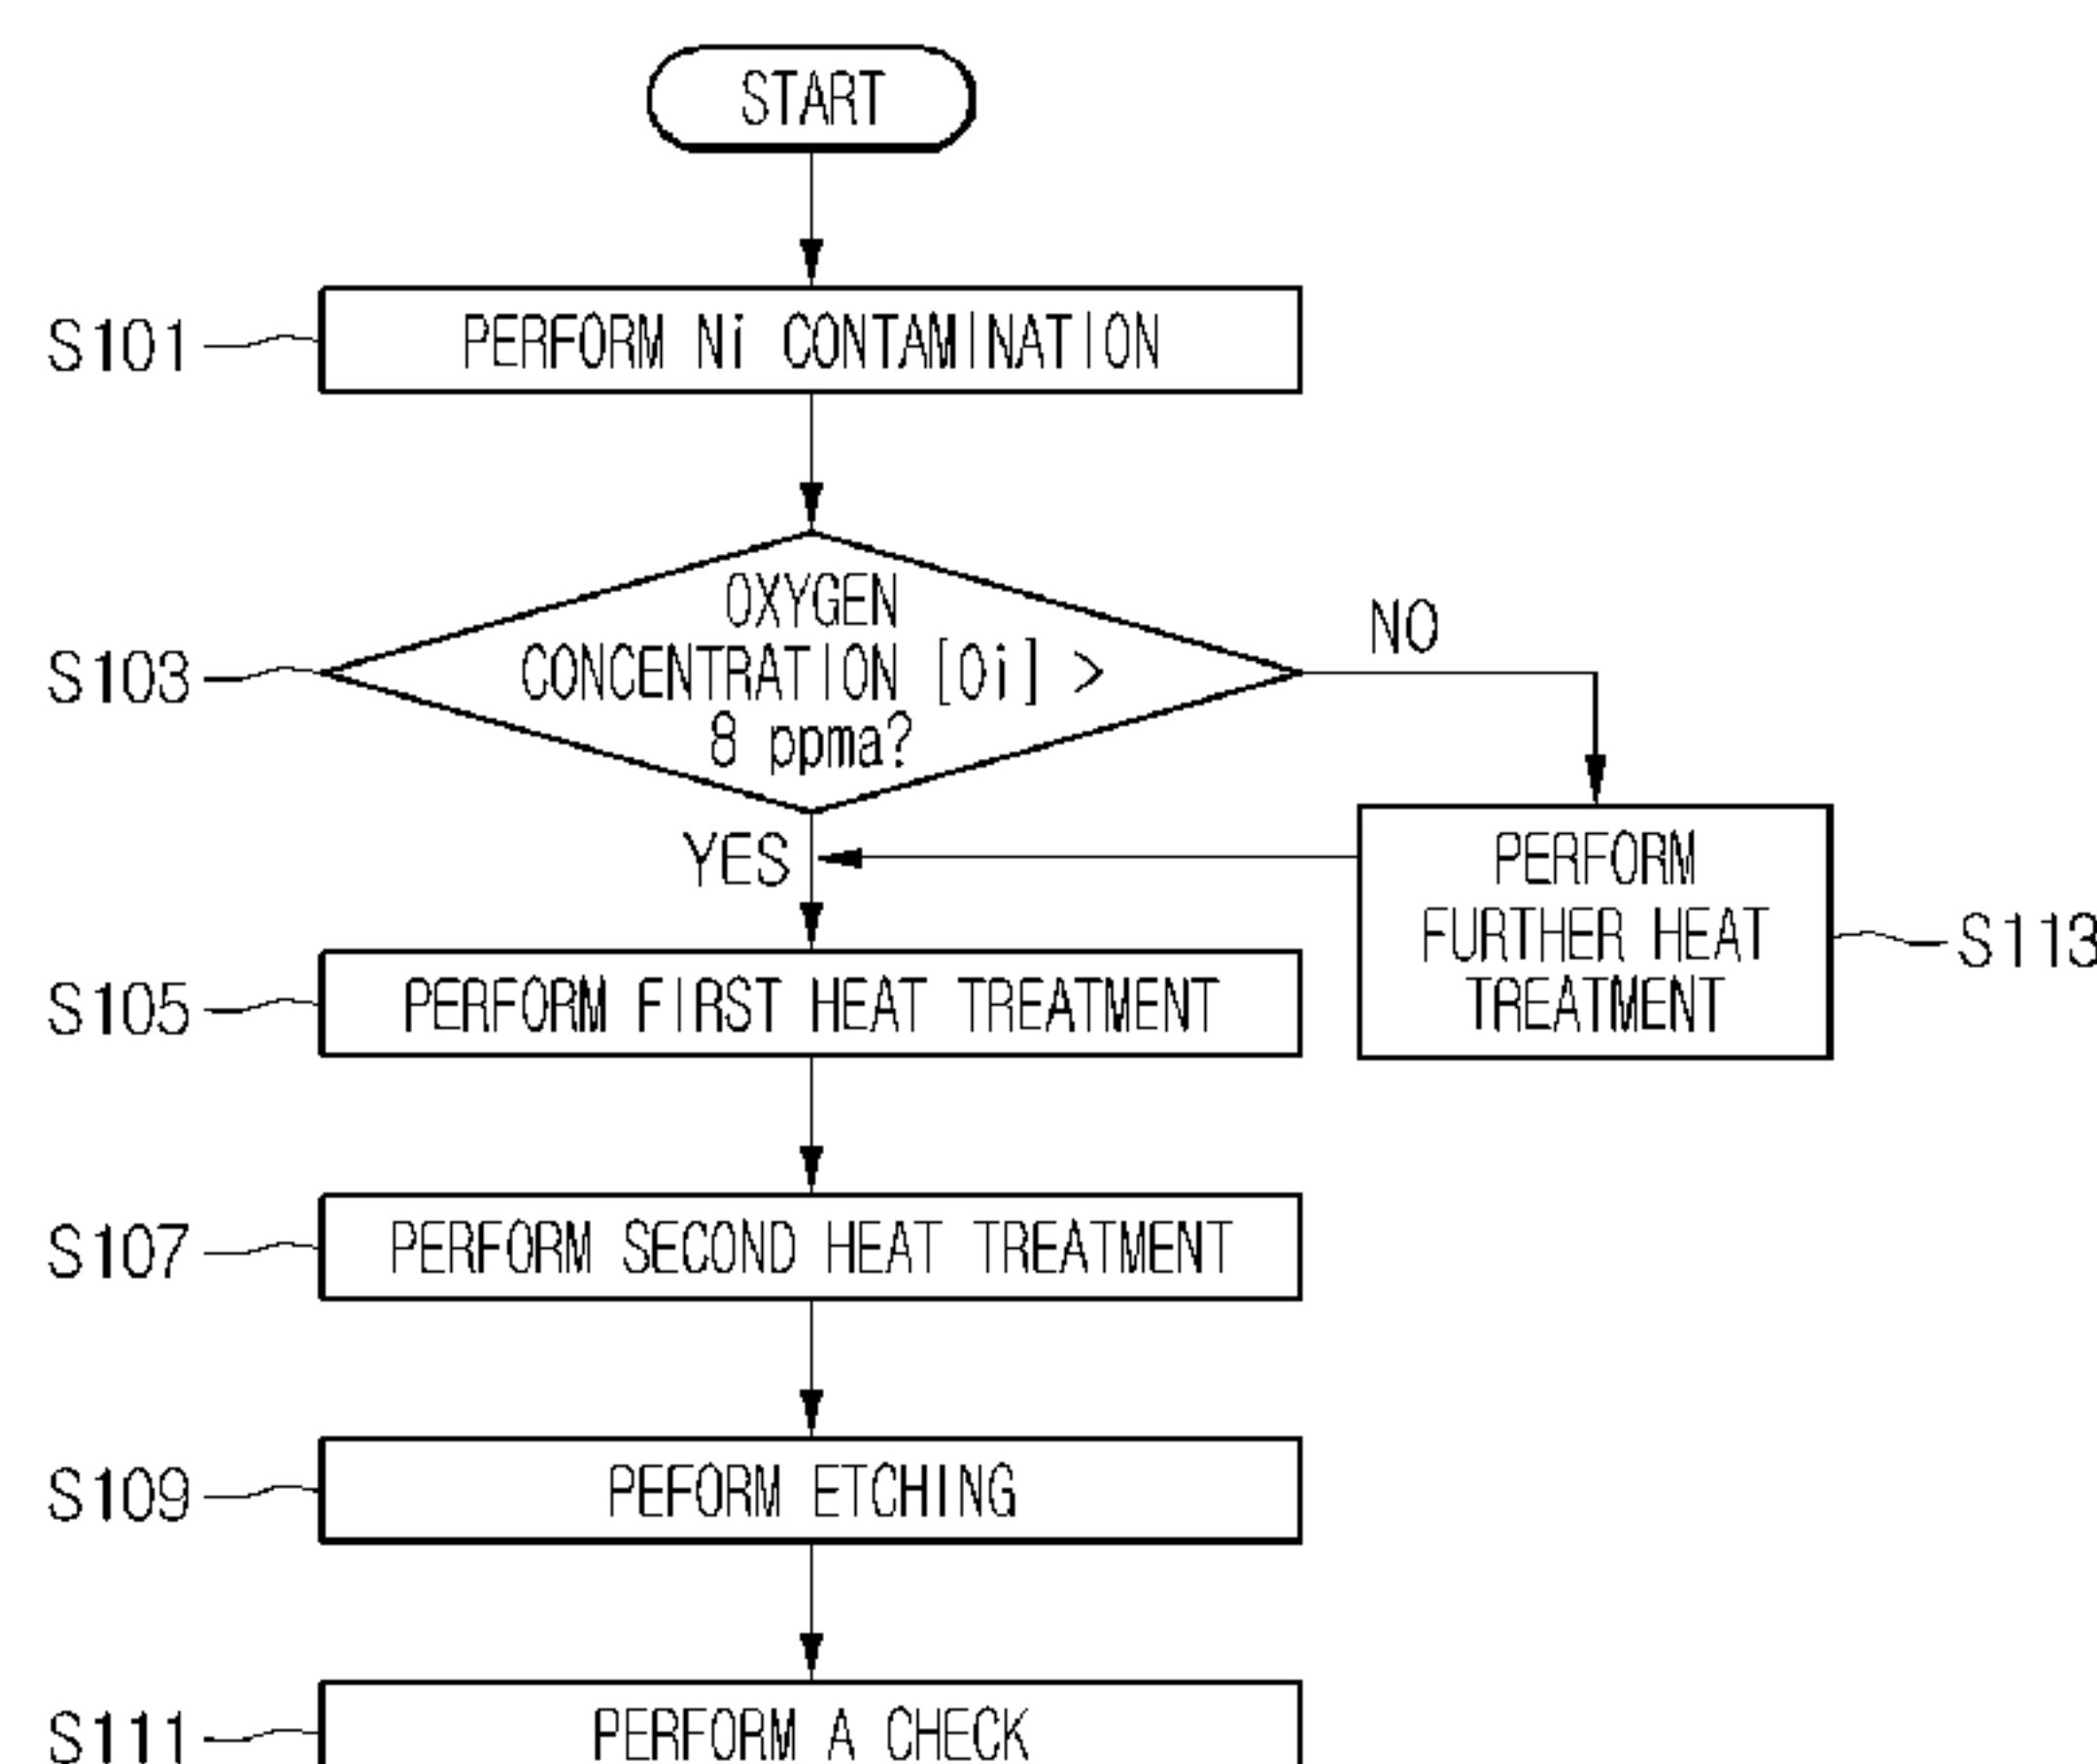 START
S101
PERFORM Ni CONTAMINATION
OXYGEN
CONCENTRATION [Oi] >
8 ppma?
S103
NO
YES
PERFORM
FURTHER HEAT
TREATMENT
S113
S105
PERFORM FIRST HEAT TREATMENT
S107
PERFORM SECOND HEAT TREATMENT
S109
PEFORM ETCHING
S111
PERFORM A CHECK